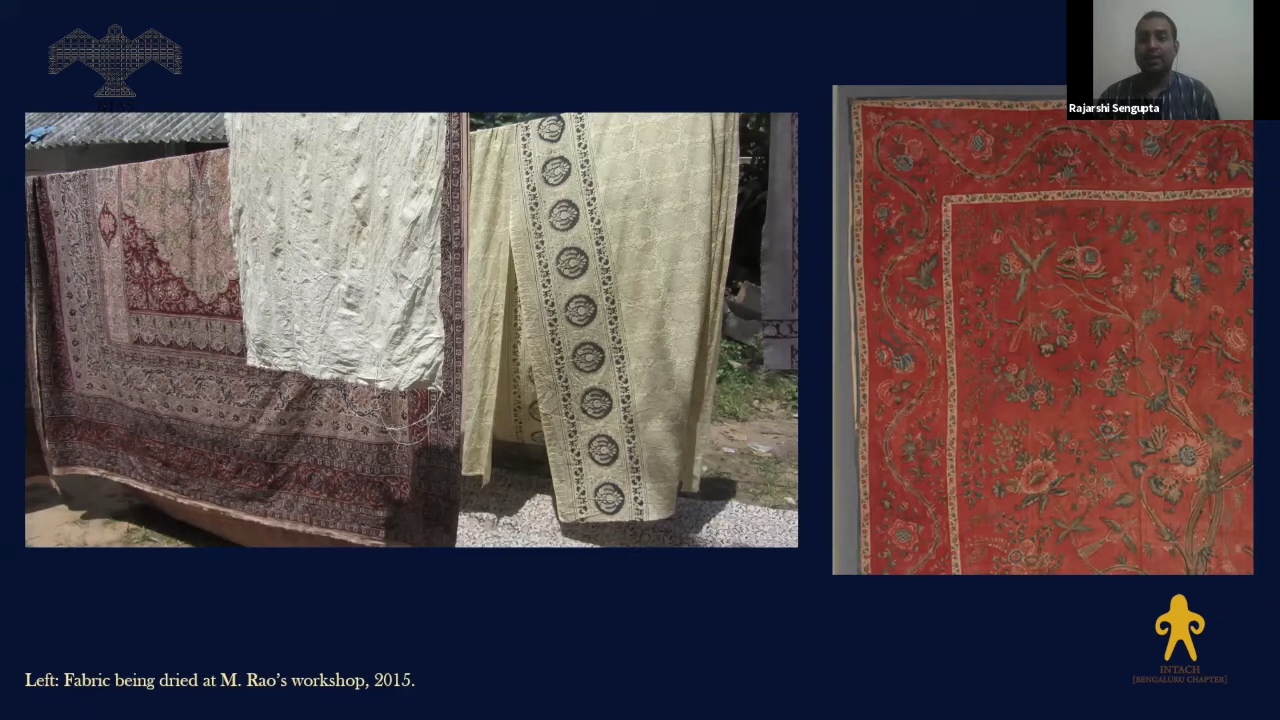 Rajarshi Sengupta
Left: Fabric being dried at M. Rao's workshop, 2015.
INTACH
[BENGALURU CHAPTER]